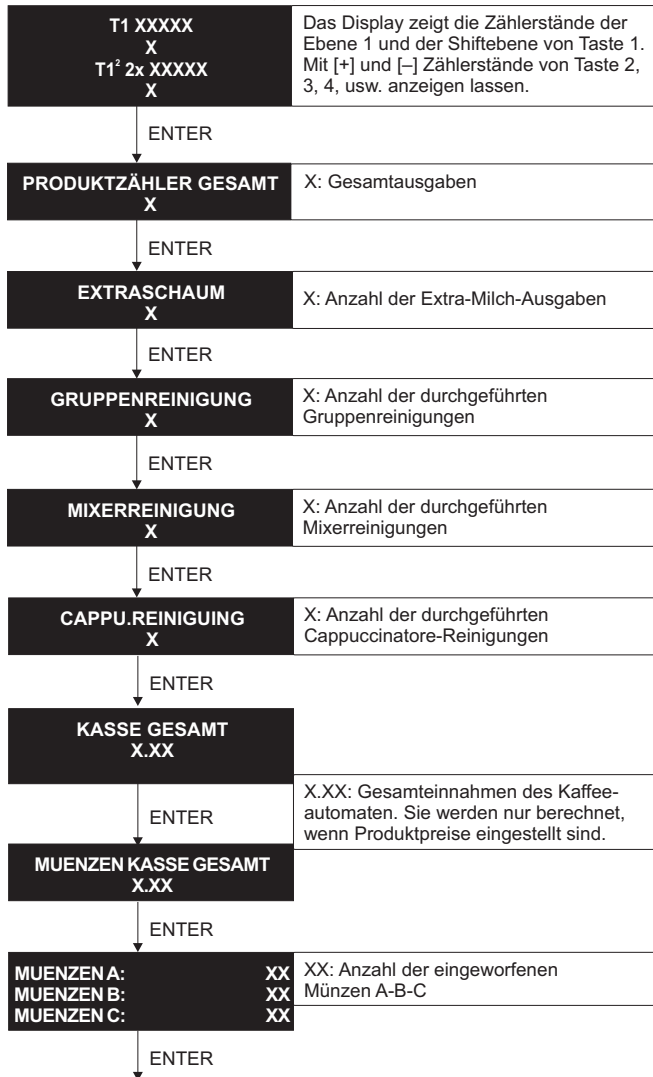 T1 XXXXX
X
T1² 2x XXXXX
X
Das Display zeigt die Zählerstände der
Ebene 1 und der Shiftebene von Taste 1.
Mit [+] und [–] Zählerstände von Taste 2,
3, 4, usw. anzeigen lassen.
ENTER
PRODUKTZÄHLER GESAMT
X
X: Gesamtausgaben
ENTER
EXTRASCHAUM
X
X: Anzahl der Extra-Milch-Ausgaben
ENTER
GRUPPENREINIGUNG
X
X: Anzahl der durchgeführten
Gruppenreinigungen
ENTER
MIXERREINIGUNG
X
X: Anzahl der durchgeführten
Mixerreinigungen
ENTER
CAPPU.REINIGUING
X
X: Anzahl der durchgeführten
Cappuccinatore-Reinigungen
ENTER
KASSE GESAMT
X.XX
ENTER
X.XX: Gesamteinnahmen des Kaffee-
automaten. Sie werden nur berechnet,
wenn Produktpreise eingestellt sind.
MUENZEN KASSE GESAMT
X.XX
ENTER
MUENZEN A: XX
MUENZEN B: XX
MUENZEN C: XX
XX: Anzahl der eingeworfenen
Münzen A-B-C
ENTER